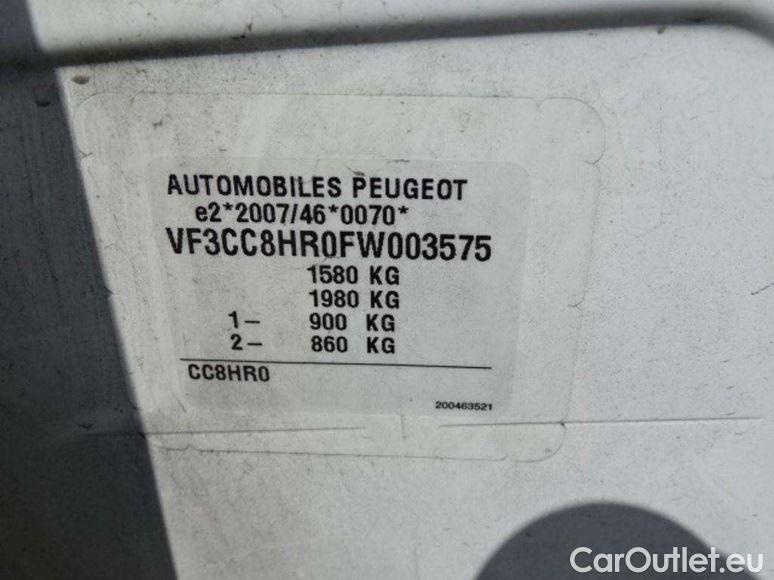 AUTOMOBILES PEUGEOT
e2*2007/46*0070*
VF3CC8HR0FW003575
1580 KG
1980 KG
1- 900 KG
2- 860 KG
CC8HR0
200463521
CarOutlet.eu